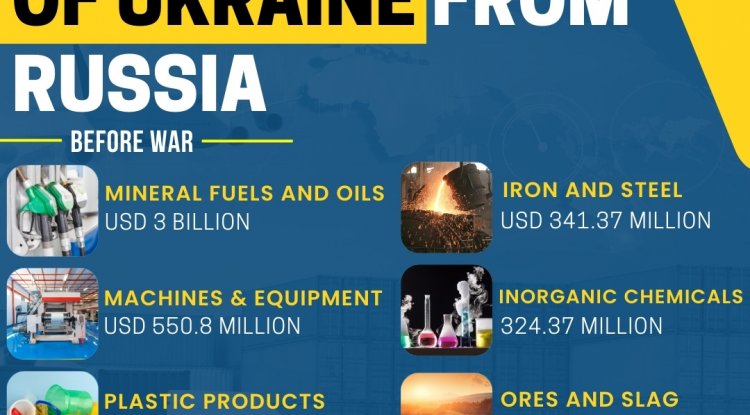 OF UKRAINE FROM
RUSSIA
BEFORE WAR
MINERAL FUELS AND OILS
USD 3 BILLION
IRON AND STEEL
USD 341.37 MILLION
MACHINES & EQUIPMENT
USD 550.8 MILLION
INORGANIC CHEMICALS
324.37 MILLION
PLASTIC PRODUCTS
ORES AND SLAG